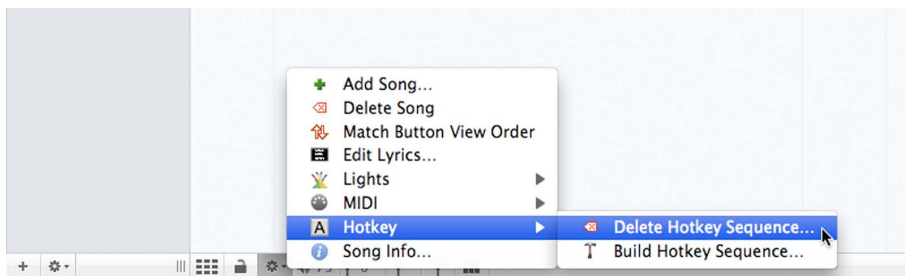 Add Song...
Delete Song
Match Button View Order
Edit Lyrics...
Lights
MIDI
A Hotkey
Delete Hotkey Sequence...
Song Info...
Build Hotkey Sequence...